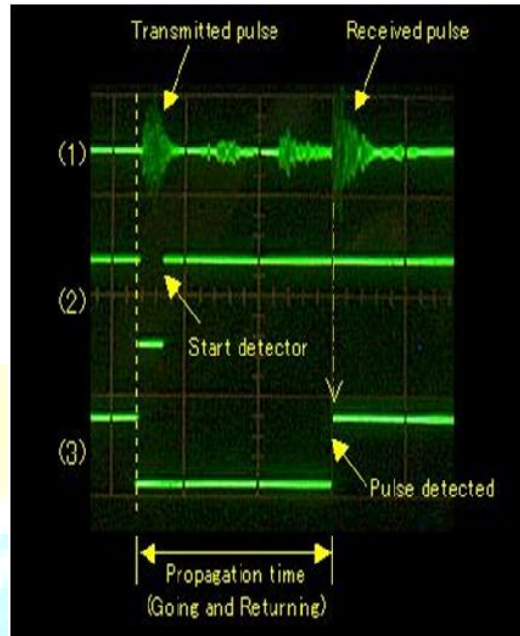 Transmitted pulse
Received pulse
(1)
(2)
Start detector
(3)
Pulse detected
Propagation time
(Going and Returning)